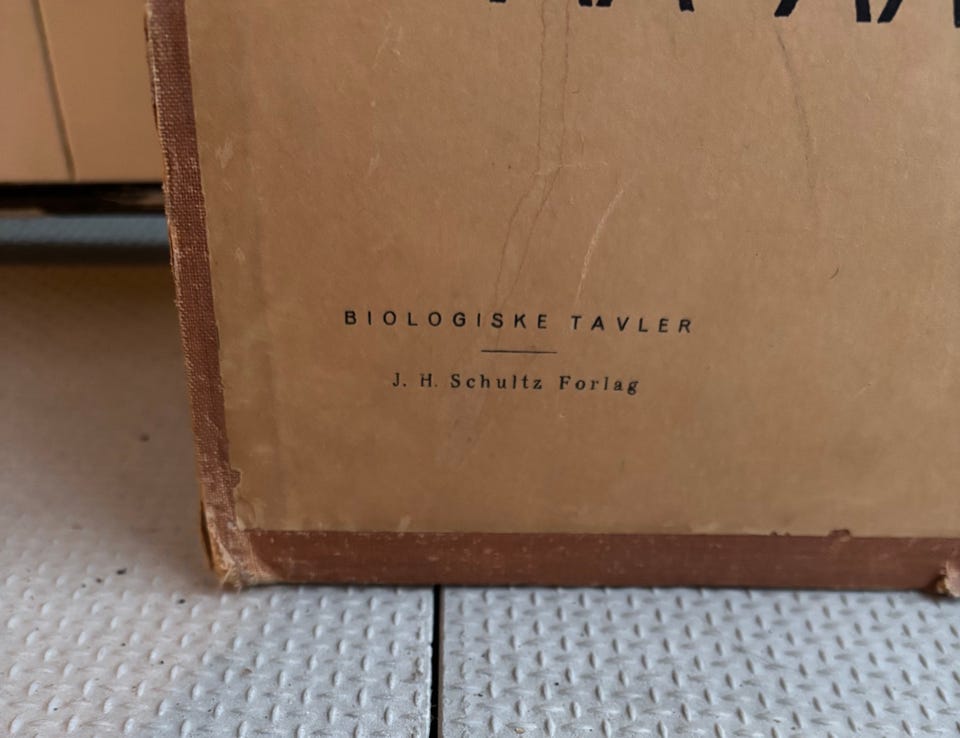 BIOLOGISKE TAVLER
J. H. Schultz Forlag